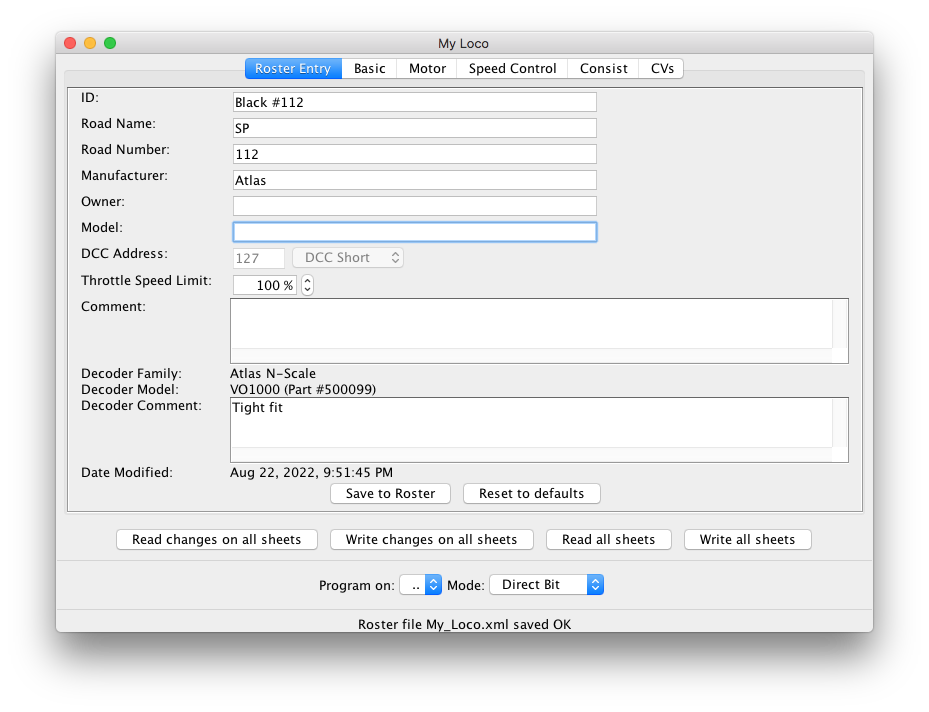 My Loco
Roster Entry Basic Motor Speed Control Consist CVs
ID: Black #112
Road Name: SP
Road Number: 112
Manufacturer: Atlas
Owner:
Model:
DCC Address: 127 DCC Short
Throttle Speed Limit: 100 %
Comment:
Decoder Family: Atlas N-Scale
Decoder Model: VO1000 (Part #500099)
Decoder Comment: Tight fit
Date Modified: Aug 22, 2022, 9:51:45 PM
Save to Roster Reset to defaults
Read changes on all sheets Write changes on all sheets Read all sheets Write all sheets
Program on: .. Mode: Direct Bit
Roster file My_Loco.xml saved OK